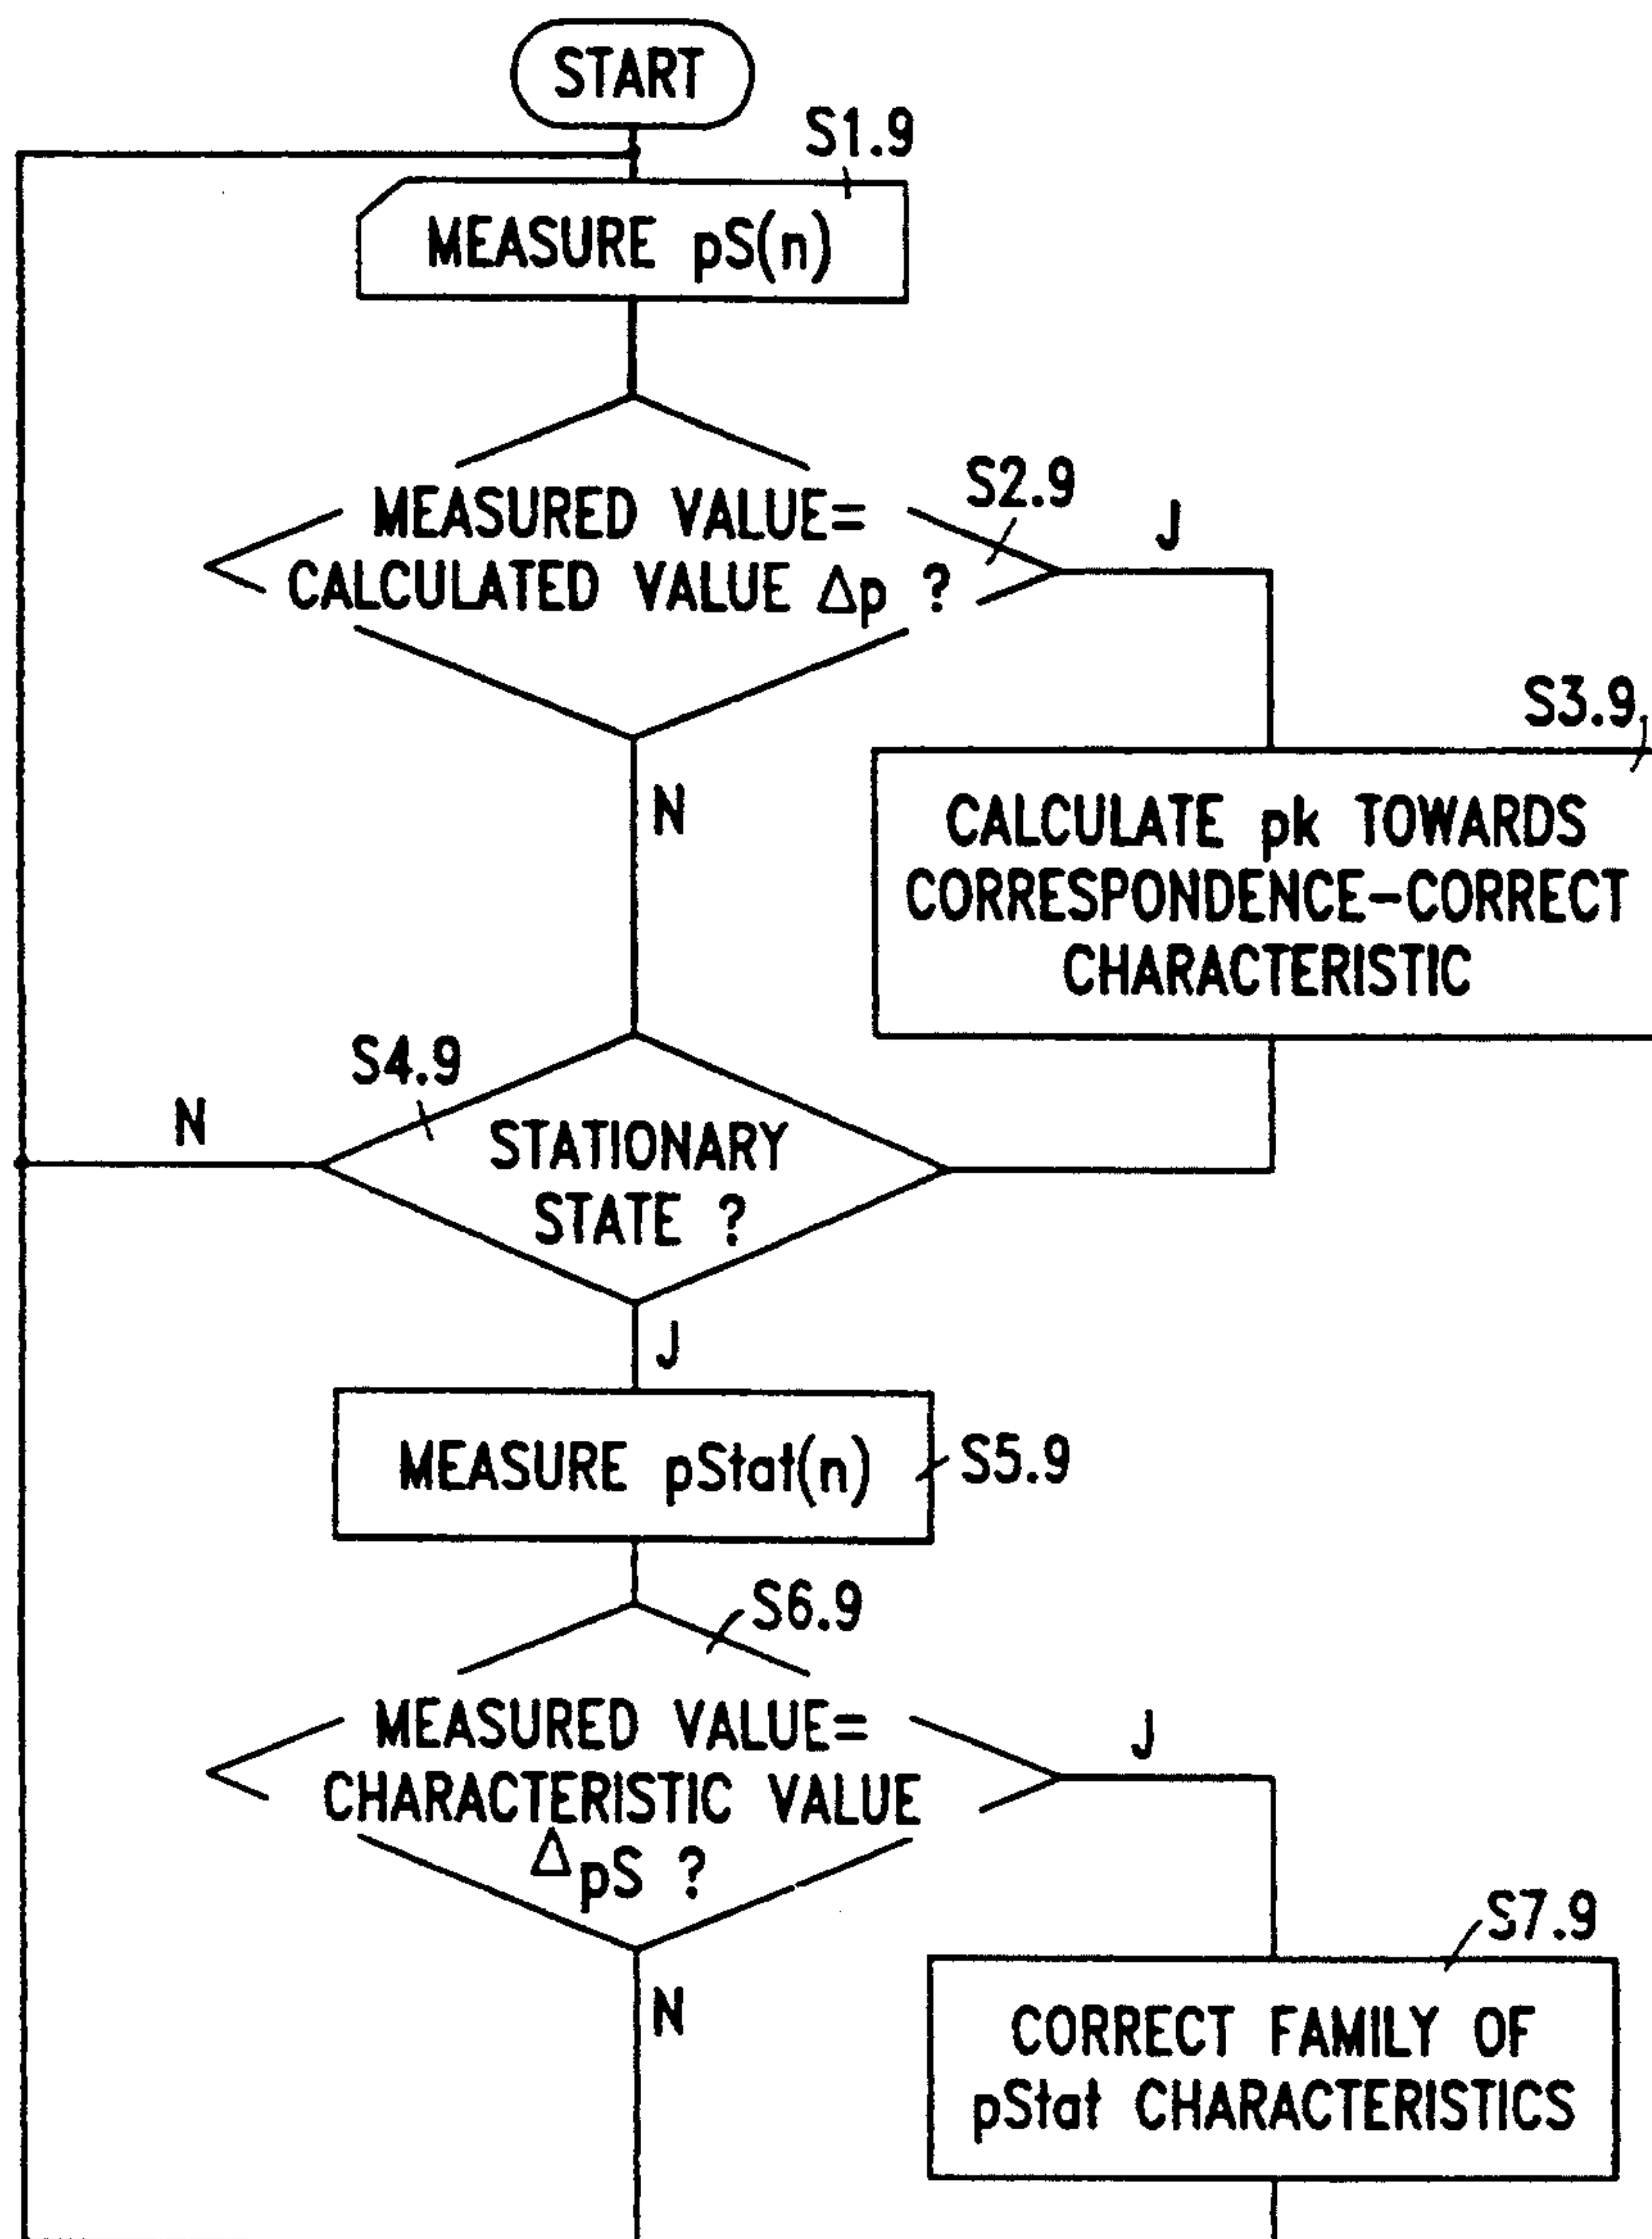 START
S1.9
MEASURE pS(n)
S2.9
MEASURED VALUE=
CALCULATED VALUE Δp ?
J
N
S3.9
CALCULATE pk TOWARDS
CORRESPONDENCE-CORRECT
CHARACTERISTIC
S4.9
N
STATIONARY
STATE ?
J
MEASURE pStat(n)
S5.9
S6.9
MEASURED VALUE=
CHARACTERISTIC VALUE
ΔpS ?
J
N
S7.9
CORRECT FAMILY OF
pStat CHARACTERISTICS